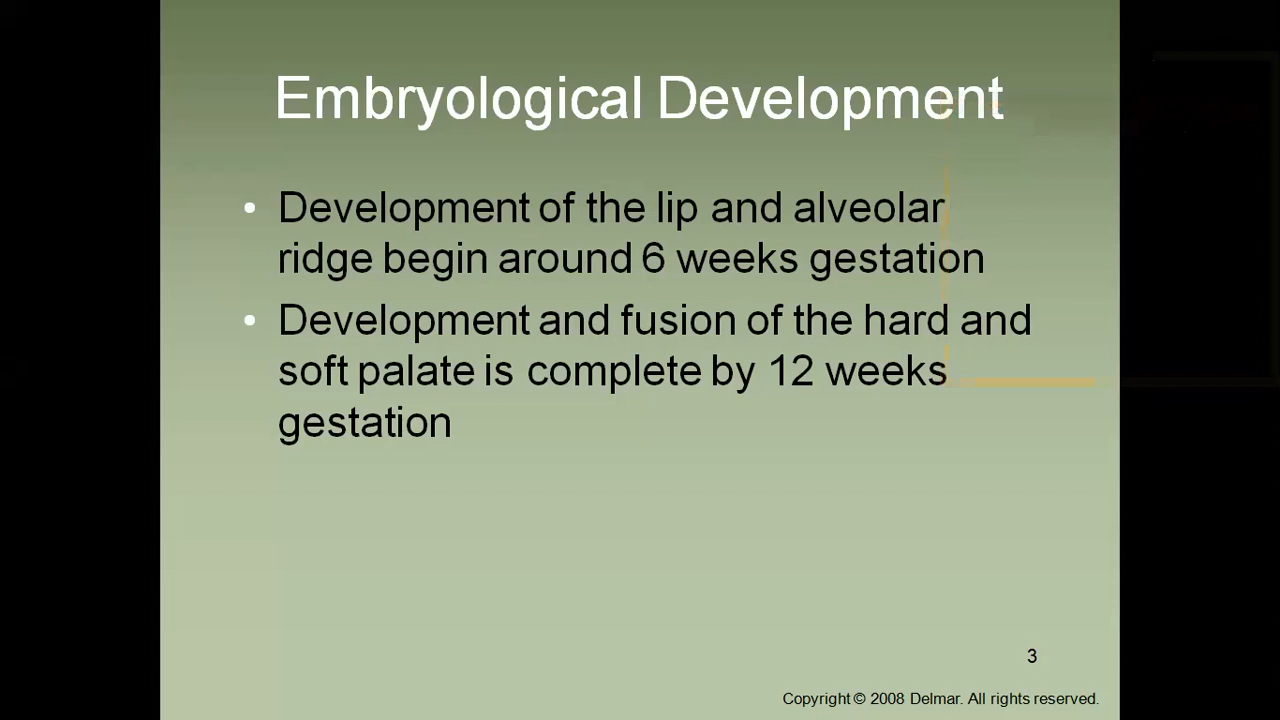 Embryological Development
• Development of the lip and alveolar
ridge begin around 6 weeks gestation
• Development and fusion of the hard and
soft palate is complete by 12 weeks
gestation
3
Copyright © 2008 Delmar. All rights reserved.